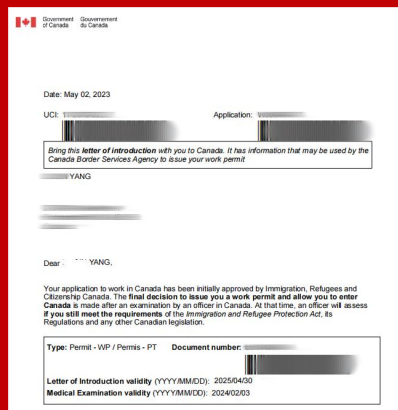 Government Gouvernement
of Canada du Canada
Date: May 02, 2023
UCI: Application:
Bring this letter of introduction with you to Canada. It has information that may be used by the
Canada Border Services Agency to issue your work permit
YANG
Dear YANG,
Your application to work in Canada has been initially approved by Immigration, Refugees and
Citizenship Canada. The final decision to issue you a work permit and allow you to enter
Canada is made after an examination by an officer in Canada. At that time, an officer will assess
if you still meet the requirements of the Immigration and Refugee Protection Act, its
Regulations and any other Canadian legislation.
Type: Permit - WP / Permis - PT Document number:
Letter of Introduction validity (YYYY/MM/DD): 2025/04/30
Medical Examination validity (YYYY/MM/DD): 2024/02/03